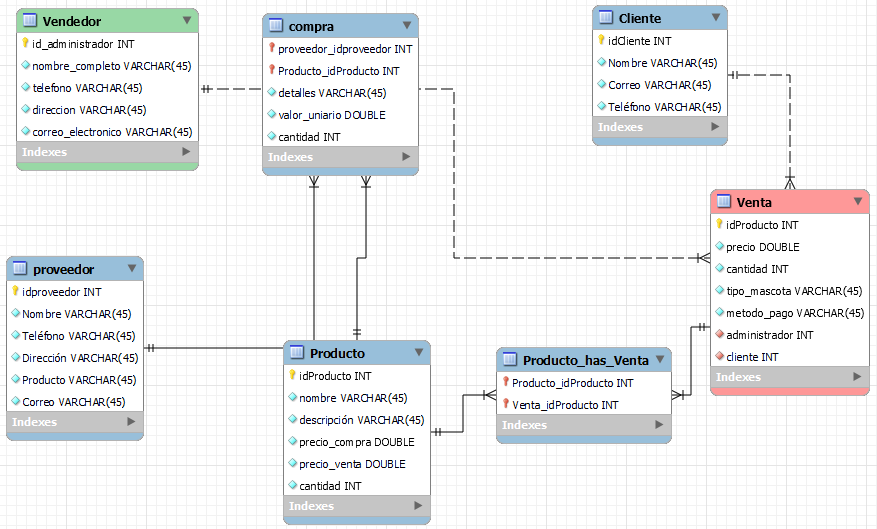 Vendedor
id_administrador INT
nombre_completo VARCHAR(45)
telefono VARCHAR(45)
direccion VARCHAR(45)
correo_electronico VARCHAR(45)
Indexes
compra
proveedor_idproveedor INT
Producto_idProducto INT
detalles VARCHAR(45)
valor_uniario DOUBLE
cantidad INT
Indexes
Cliente
idCliente INT
Nombre VARCHAR(45)
Correo VARCHAR(45)
Teléfono VARCHAR(45)
Indexes
Venta
idProducto INT
precio DOUBLE
cantidad INT
tipo_mascota VARCHAR(45)
metodo_pago VARCHAR(45)
administrador INT
cliente INT
Indexes
proveedor
idproveedor INT
Nombre VARCHAR(45)
Teléfono VARCHAR(45)
Dirección VARCHAR(45)
Producto VARCHAR(45)
Correo VARCHAR(45)
Indexes
Producto
idProducto INT
nombre VARCHAR(45)
descripción VARCHAR(45)
precio_compra DOUBLE
precio_venta DOUBLE
cantidad INT
Indexes
Producto_has_Venta
Producto_idProducto INT
Venta_idProducto INT
Indexes